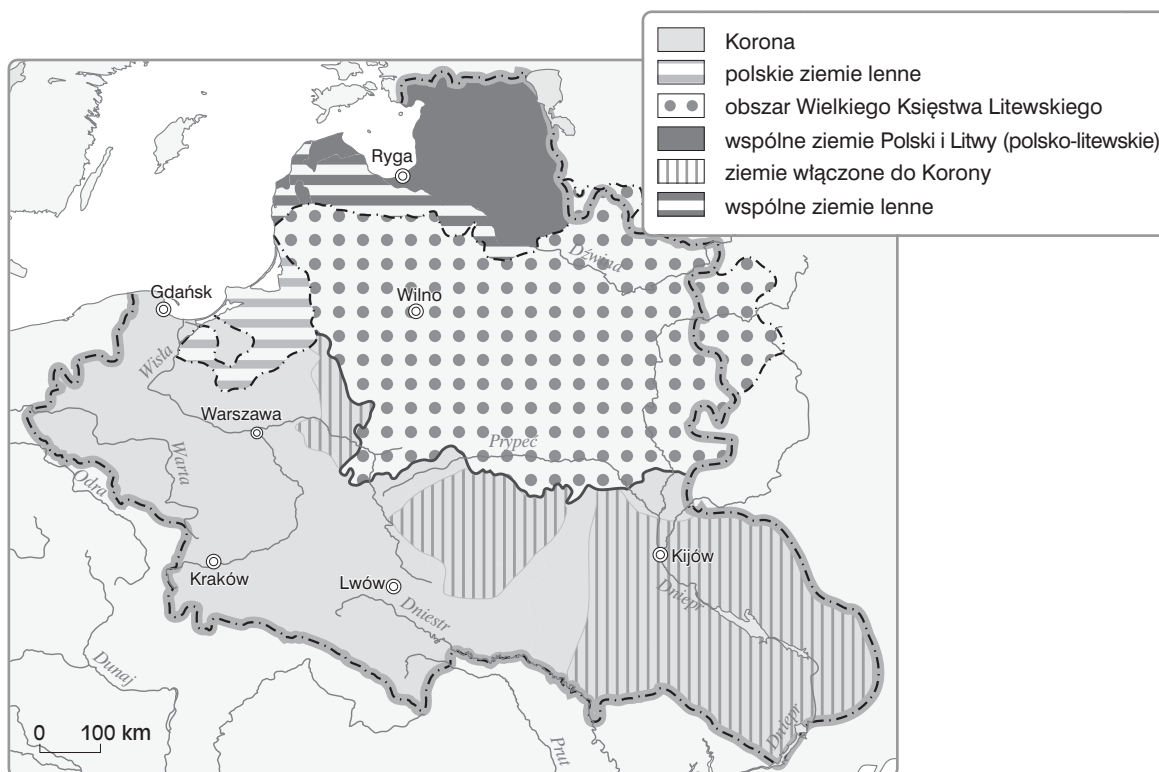 Korona
polskie ziemie lenne
obszar Wielkiego Księstwa Litewskiego
wspólne ziemie Polski i Litwy (polsko-litewskie)
ziemie włączone do Korony
wspólne ziemie lenne
Ryga
Dźwina
Gdańsk
Wilno
Wisła
Warszawa
Prypeć
Warta
Odra
Kijów
Kraków
Lwów
Dniepr
Dniestr
Dunaj
0 100 km
Prut
Dniepr